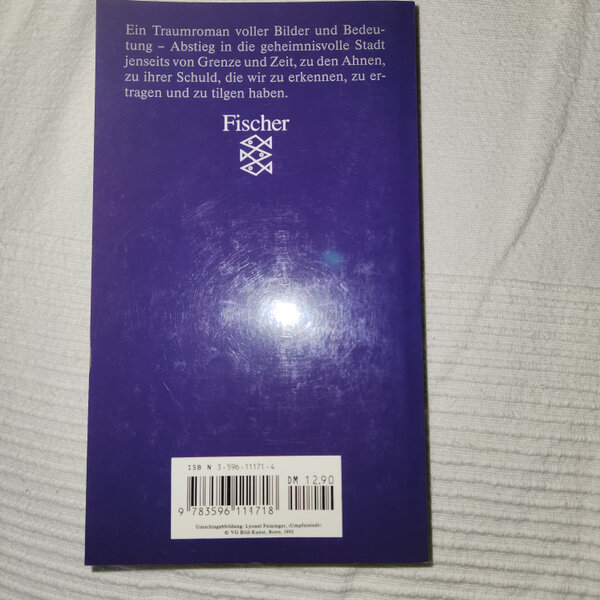 Ein Traumroman voller Bilder und Bedeu-
tung – Abstieg in die geheimnisvolle Stadt
jenseits von Grenze und Zeit, zu den Ahnen,
zu ihrer Schuld, die wir zu erkennen, zu er-
tragen und zu tilgen haben.
Fischer
ISBN 3-596-11171-4
DM 12.90
9 783596 111718
Umschlagabbildung: Lyonel Feininger, ›Umpferstedt‹
© VG Bild-Kunst, Bonn, 1992